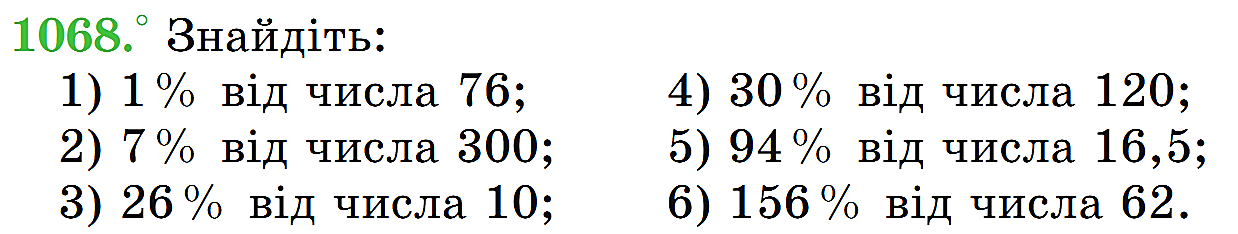 1068.° Знайдіть:
1) 1 % від числа 76;
2) 7 % від числа 300;
3) 26 % від числа 10;
4) 30 % від числа 120;
5) 94 % від числа 16,5;
6) 156 % від числа 62.